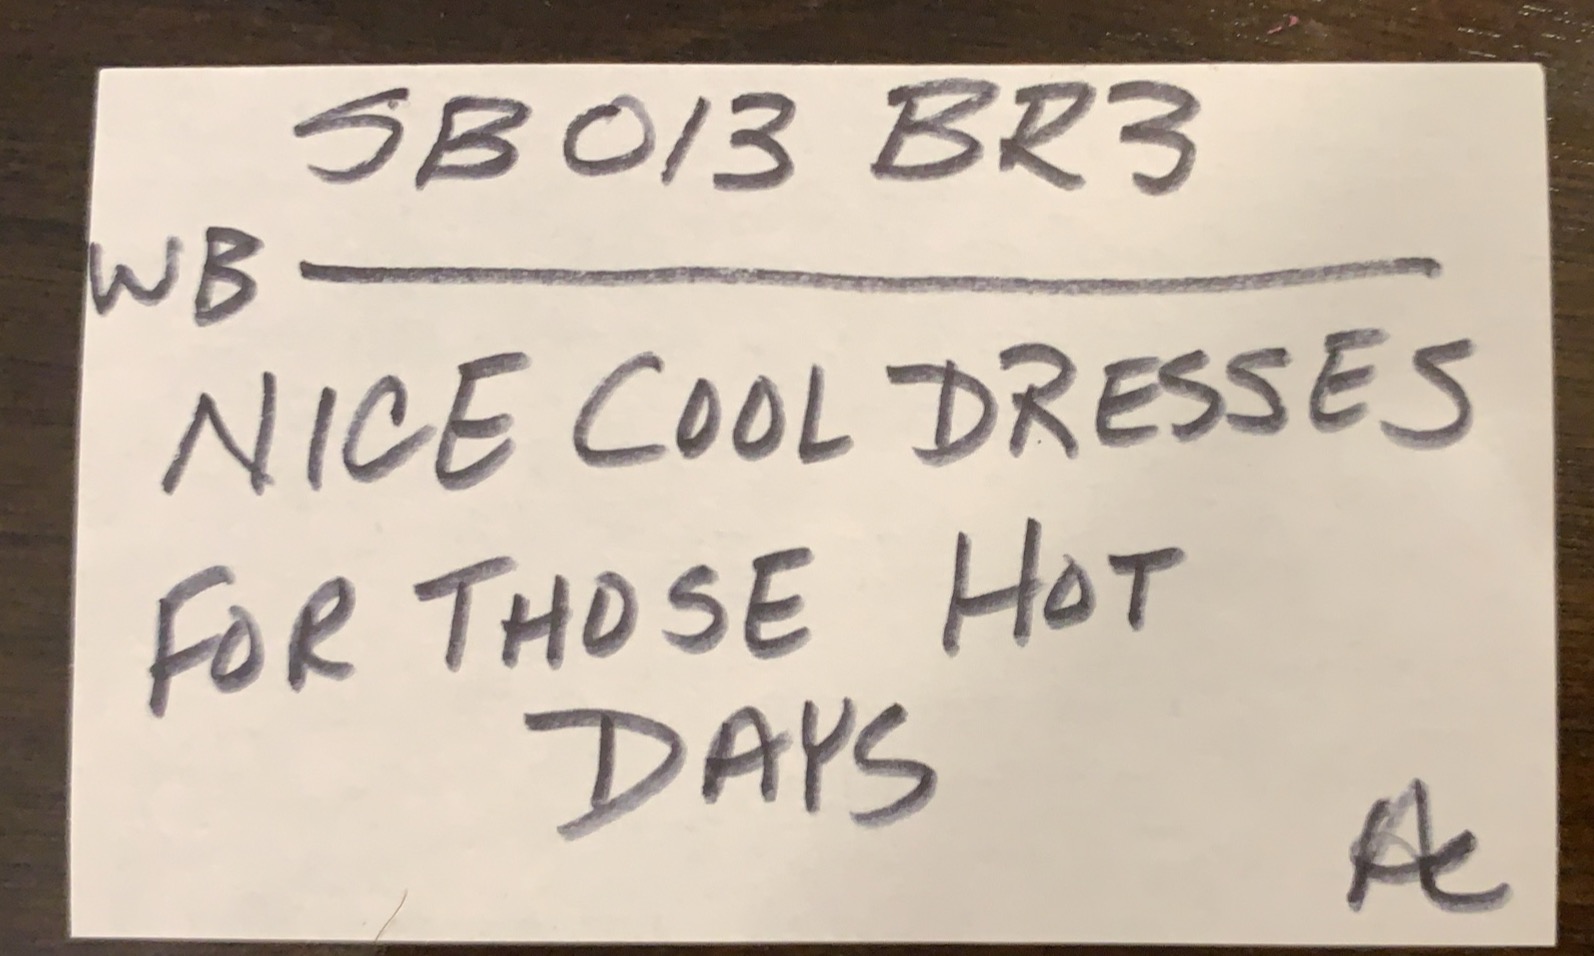 SB013 BR3
WB
NICE COOL DRESSES
FOR THOSE HOT
DAYS